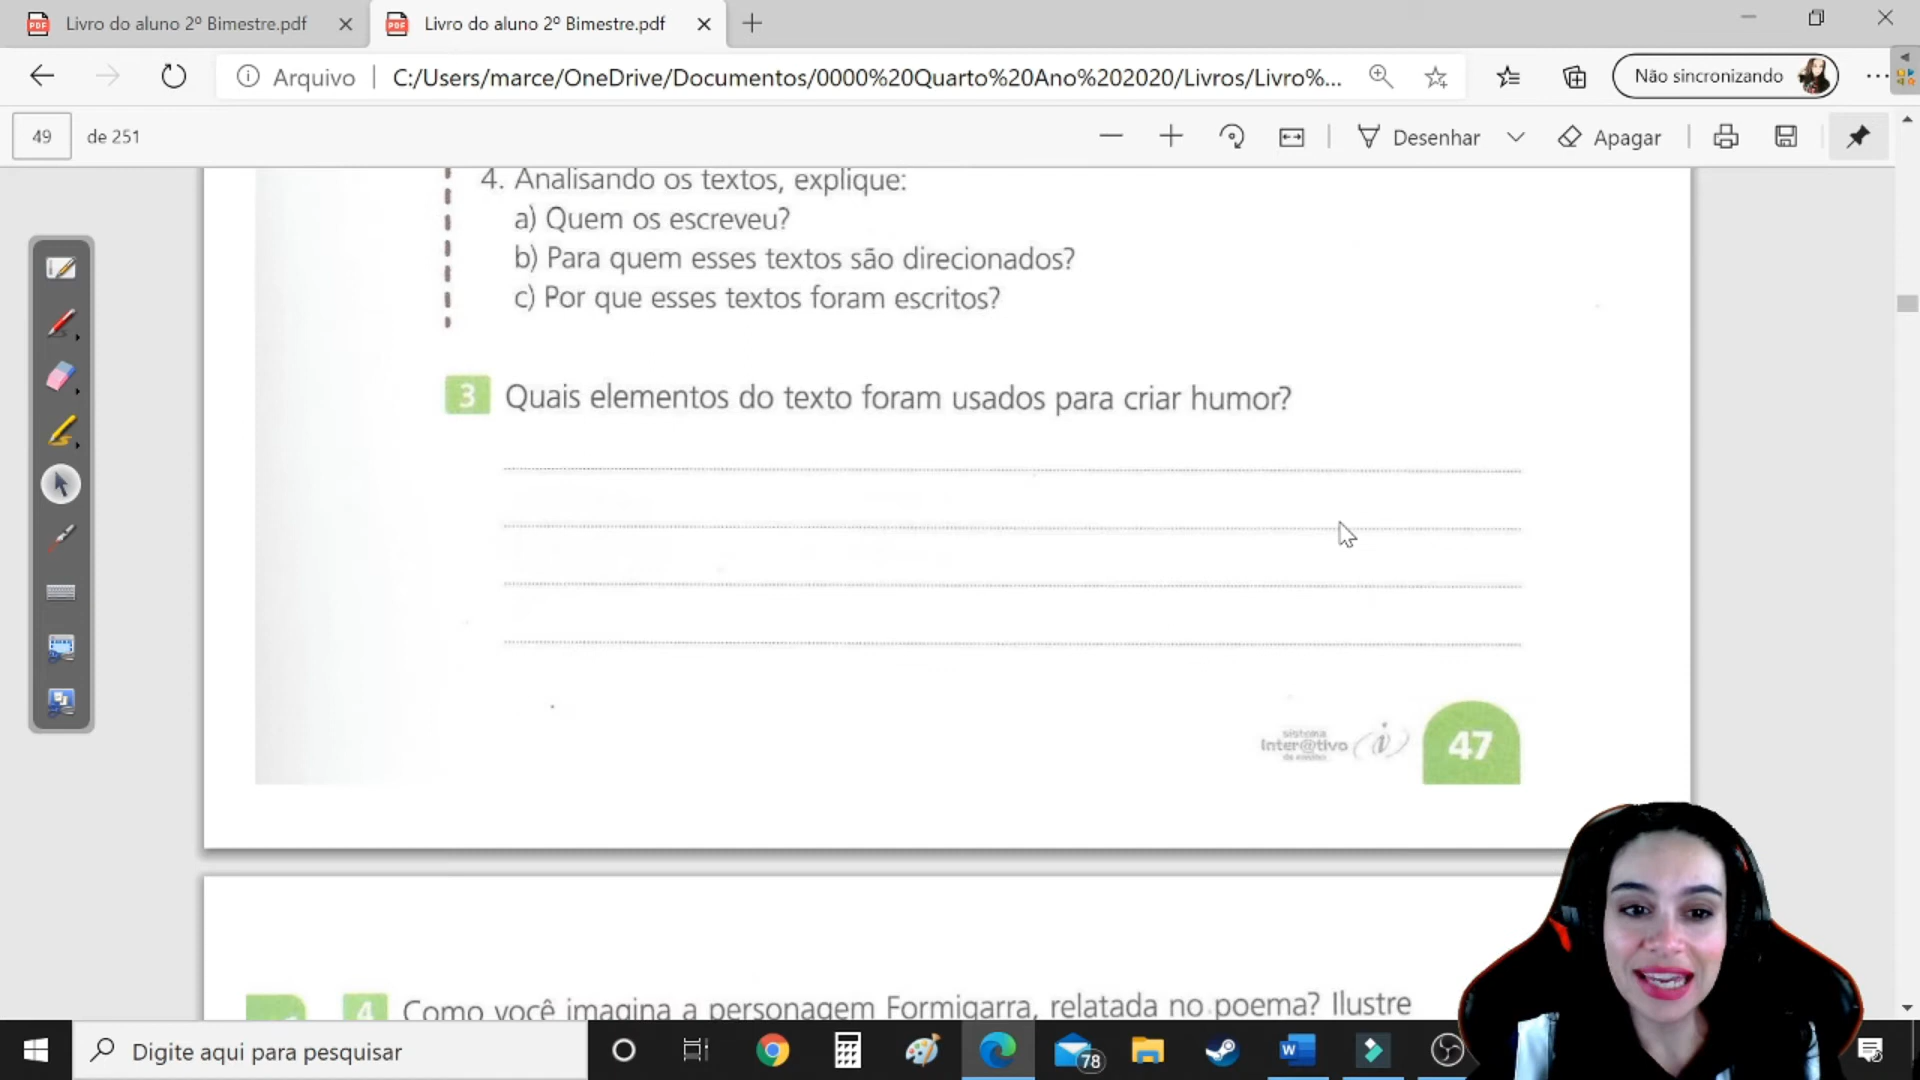 Livro do aluno 2º Bimestre.pdf
Livro do aluno 2º Bimestre.pdf
Arquivo
C:/Users/marce/OneDrive/Documentos/0000%20Quarto%20Ano%202020/Livros/Livro%...
Não sincronizando
49
de 251
Desenhar
Apagar
4. Analisando os textos, explique:
a) Quem os escreveu?
b) Para quem esses textos são direcionados?
c) Por que esses textos foram escritos?
3 Quais elementos do texto foram usados para criar humor?
sistema
inter@tivo
de ensino
47
4 Como você imagina a personagem Formigarra, relatada no poema? Ilustre
Digite aqui para pesquisar
78